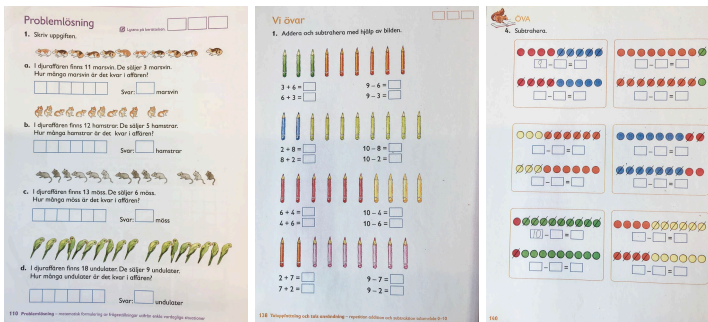 Problemlösning
1. Skriv uppgiften.
a. I djuraffären finns 11 marsvin. De säljer 3 marsvin.
Hur många marsvin är det kvar i affären?
Svar: marsvin
b. I djuraffären finns 12 hamstrar. De säljer 5 hamstrar.
Hur många hamstrar är det kvar i affären?
Svar: hamstrar
c. I djuraffären finns 13 möss. De säljer 6 möss.
Hur många möss är det kvar i affären?
Svar: möss
d. I djuraffären finns 18 undulater. De säljer 9 undulater.
Hur många undulater är det kvar i affären?
Svar: undulater
110 Problemlösning –
Vi övar
1. Addera och subtrahera med hjälp av bilden.
3 + 6 = 9 – 6 =
6 + 3 = 9 – 3 =
2 + 8 = 10 – 8 =
8 + 2 = 10 – 2 =
6 + 4 = 10 – 4 =
4 + 6 = 10 – 6 =
2 + 7 = 9 – 7 =
7 + 2 = 9 – 2 =
138
ÖVA
4. Subtrahera.
9 – =
– =
– =
– =
– =
– =
– =
– =
10 – =
– =
– =
– =